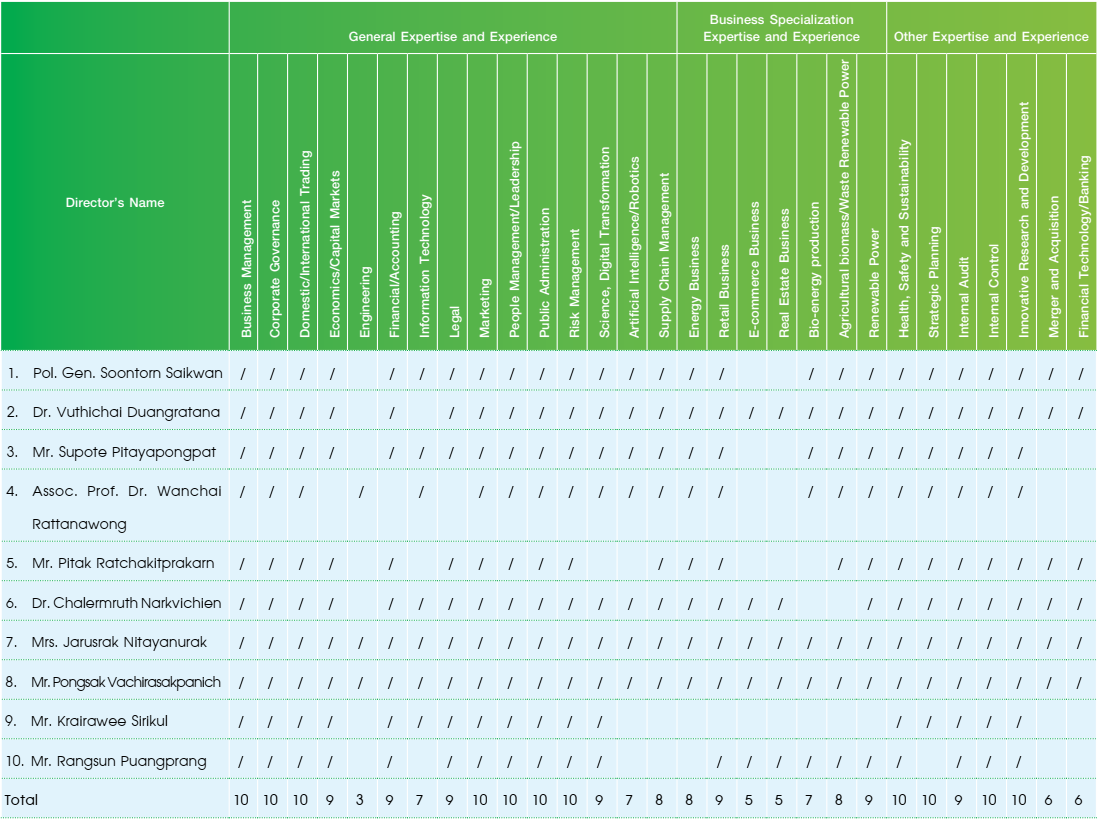 General Expertise and Experience
Business Specialization
Expertise and Experience
Other Expertise and Experience
Director's Name
Business Management
Corporate Governance
Domestic/International Trading
Economics/Capital Markets
Engineering
Financial/Accounting
Information Technology
Legal
Marketing
People Management/Leadership
Public Administration
Risk Management
Science, Digital Transformation
Artificial Intelligence/Robotics
Supply Chain Management
Energy Business
Retail Business
E-commerce Business
Real Estate Business
Bio-energy production
Agricultural biomass/Waste Renewable Power
Renewable Power
Health, Safety and Sustainability
Strategic Planning
Internal Audit
Internal Control
Innovative Research and Development
Merger and Acquisition
Financial Technology/Banking
1. Pol. Gen. Soontorn Saikwan / / / / / / / / / / / / / / / / / / / / / / / / / /
2. Dr. Vuthichai Duangratana / / / / / / / / / / / / / / / / / / / / / / / / / / /
3. Mr. Supote Pitayapongpat / / / / / / / / / / / / / / / / / / / / / / / /
4. Assoc. Prof. Dr. Wanchai / / / / / / / / / / / / / / / / / / / / / /
Rattanawong
5. Mr. Pitak Ratchakitprakarn / / / / / / / / / / / / / / / / / / / / / /
6. Dr. Chalermruth Narkvichien / / / / / / / / / / / / / / / / / / / / / / / / / /
7. Mrs. Jarusrak Nitayanurak / / / / / / / / / / / / / / / / / / / / / / / / / / / / /
8. Mr. Pongsak Vachirasakpanich / / / / / / / / / / / / / / / / / / / / / / / / / / / / /
9. Mr. Krairawee Sirikul / / / / / / / / / / / / / / / / /
10. Mr. Rangsun Puangprang / / / / / / / / / / / / / / / / / / / / /
Total 10 10 10 9 3 9 7 9 10 10 10 10 9 7 8 8 9 5 5 7 8 9 10 10 9 10 10 6 6